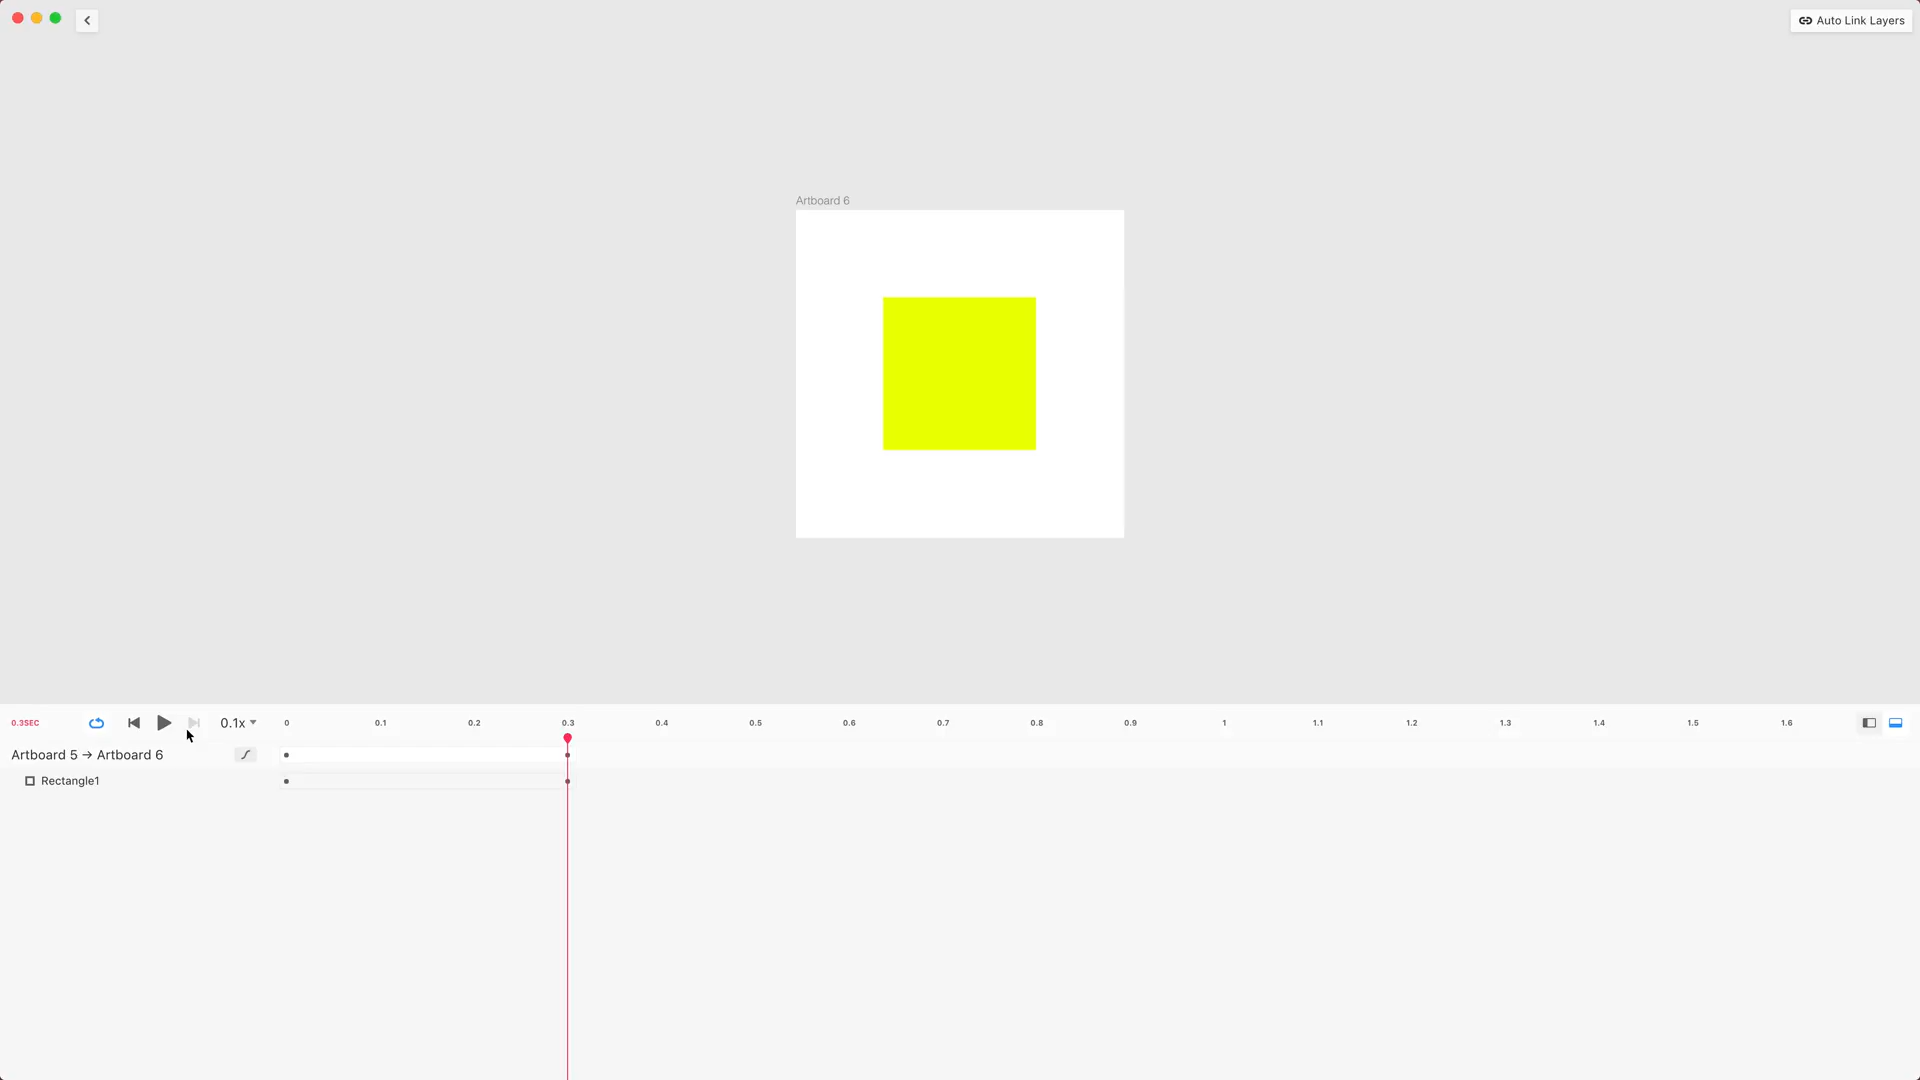 Auto Link Layers
Artboard 6
0.3SEC
0.1x
0 0.1 0.2 0.3 0.4 0.5 0.6 0.7 0.8 0.9 1 1.1 1.2 1.3 1.4 1.5 1.6
Artboard 5 → Artboard 6
Rectangle1